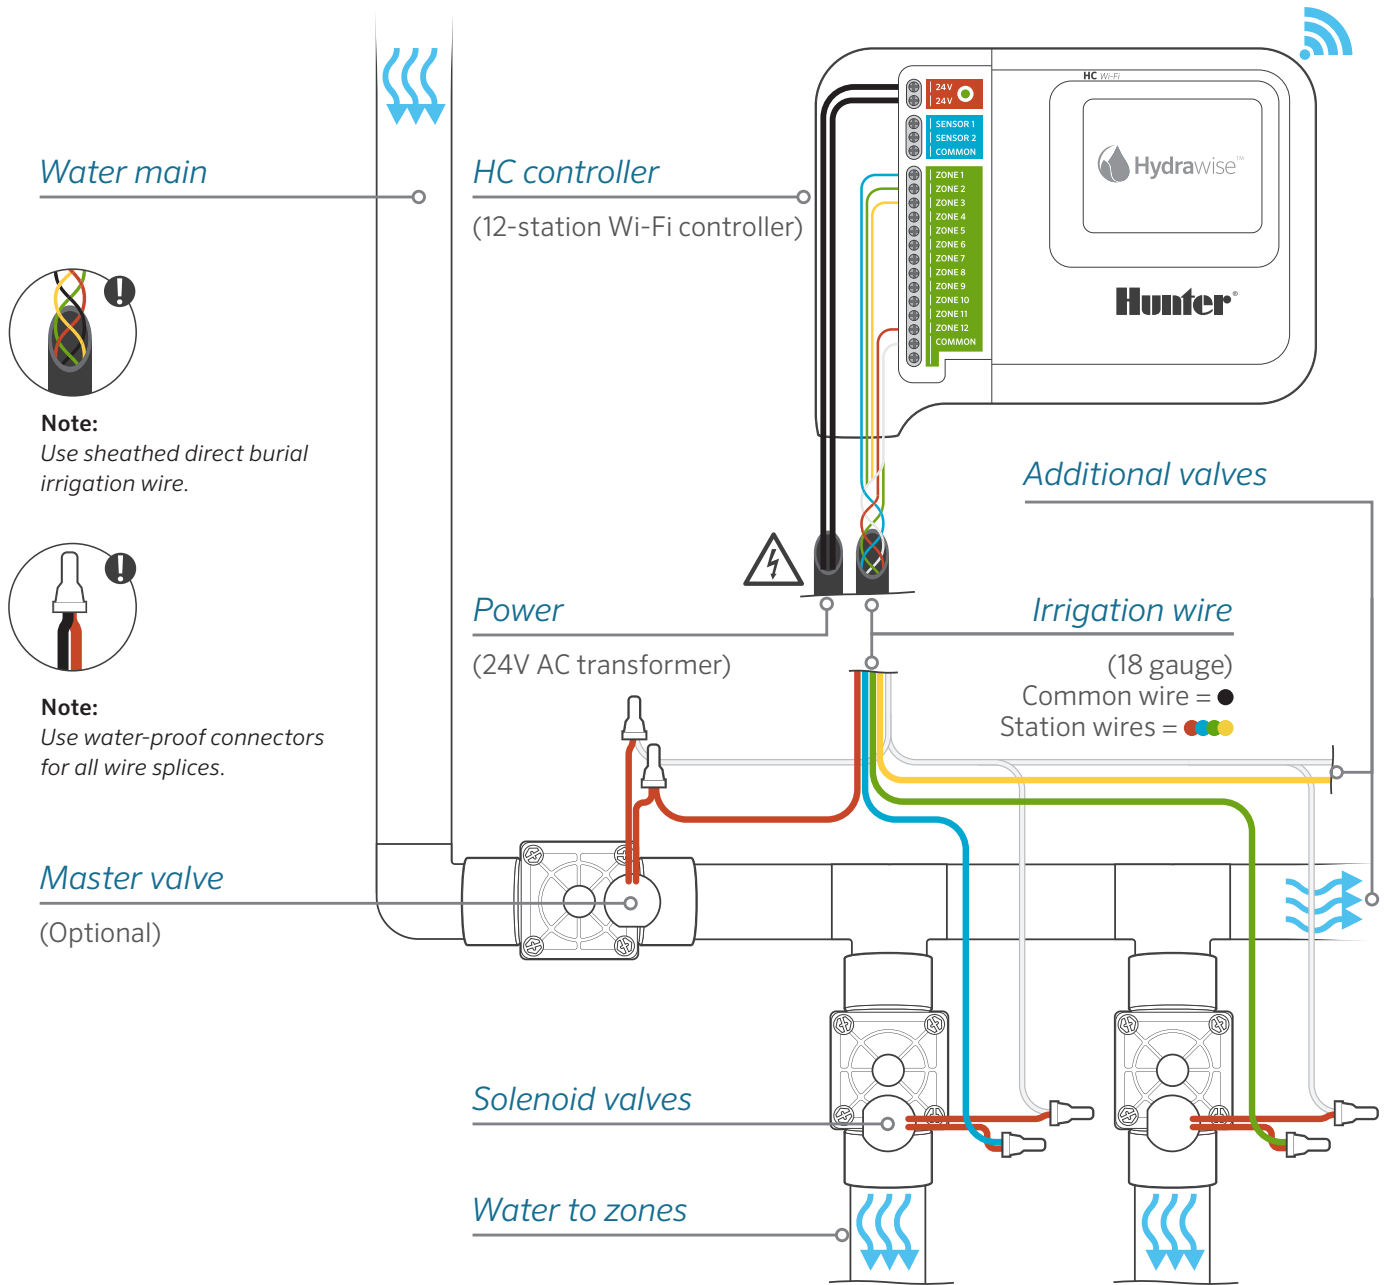 HC Wi-Fi
24V
24V
SENSOR 1
SENSOR 2
COMMON
ZONE 1
ZONE 2
ZONE 3
ZONE 4
ZONE 5
ZONE 6
ZONE 7
ZONE 8
ZONE 9
ZONE 10
ZONE 11
ZONE 12
COMMON
Hydrawise™
Hunter®
Water main
HC controller
(12-station Wi-Fi controller)
!
Note:
Use sheathed direct burial
irrigation wire.
Additional valves
!
Note:
Use water-proof connectors
for all wire splices.
Power
(24V AC transformer)
Irrigation wire
(18 gauge)
Common wire =
Station wires =
Master valve
(Optional)
Solenoid valves
Water to zones